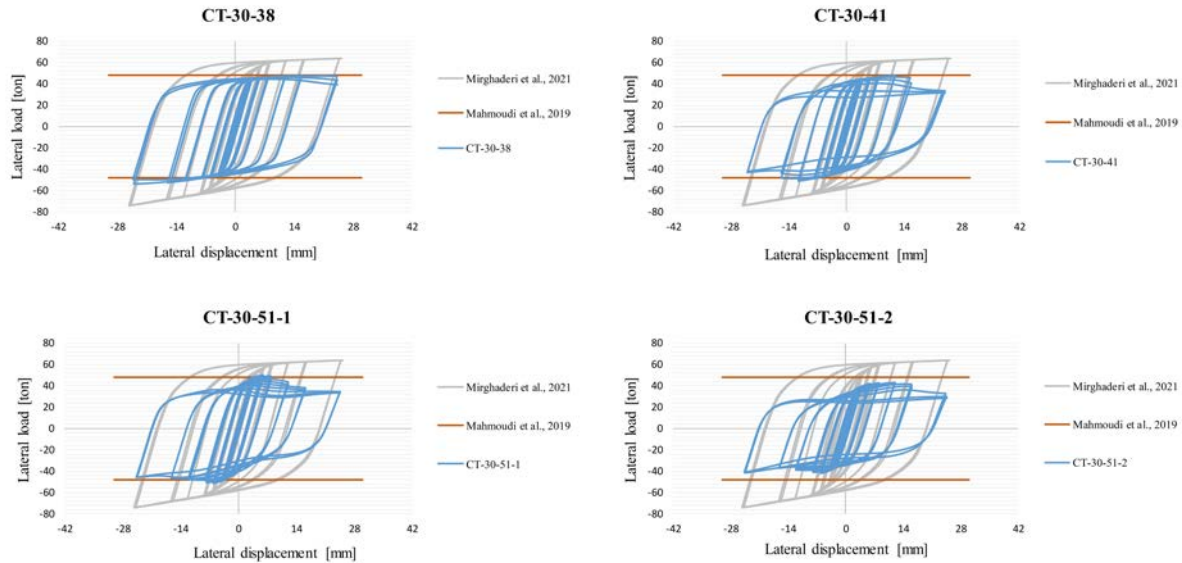 CT-30-38
80
60
40
20
0
-20
-40
-60
-80
-42 -28 -14 0 14 28 42
Lateral load [ton]
Lateral displacement [mm]
Mirghaderi et al., 2021
Mahmoudi et al., 2019
CT-30-38
CT-30-41
80
60
40
20
0
-20
-40
-60
-80
-42 -28 -14 0 14 28 42
Lateral load [ton]
Lateral displacement [mm]
Mirghaderi et al., 2021
Mahmoudi et al., 2019
CT-30-41
CT-30-51-1
80
60
40
20
0
-20
-40
-60
-80
-42 -28 -14 0 14 28 42
Lateral load [ton]
Lateral displacement [mm]
Mirghaderi et al., 2021
Mahmoudi et al., 2019
CT-30-51-1
CT-30-51-2
80
60
40
20
0
-20
-40
-60
-80
-42 -28 -14 0 14 28 42
Lateral load [ton]
Lateral displacement [mm]
Mirghaderi et al., 2021
Mahmoudi et al., 2019
CT-30-51-2